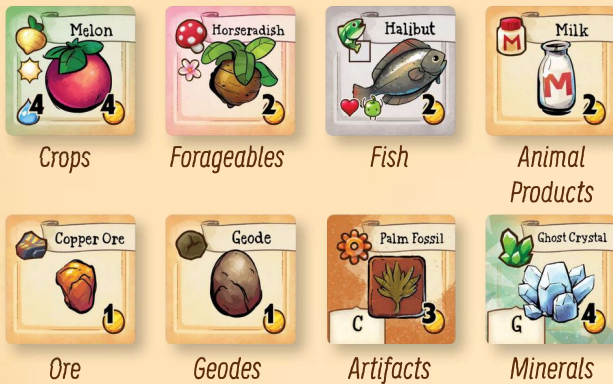 Melon
4
4
Crops
Horseradish
2
Forageables
Halibut
2
Fish
M
Milk
M
2
Animal
Products
Copper Ore
1
Ore
Geode
1
Geodes
Palm Fossil
C
3
Artifacts
Ghost Crystal
G
4
Minerals